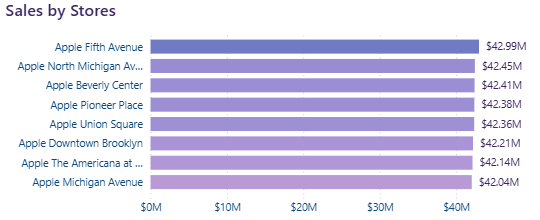 Sales by Stores
Apple Fifth Avenue $42.99M
Apple North Michigan Av... $42.45M
Apple Beverly Center $42.41M
Apple Pioneer Place $42.38M
Apple Union Square $42.36M
Apple Downtown Brooklyn $42.21M
Apple The Americana at ... $42.14M
Apple Michigan Avenue $42.04M
$0M $10M $20M $30M $40M